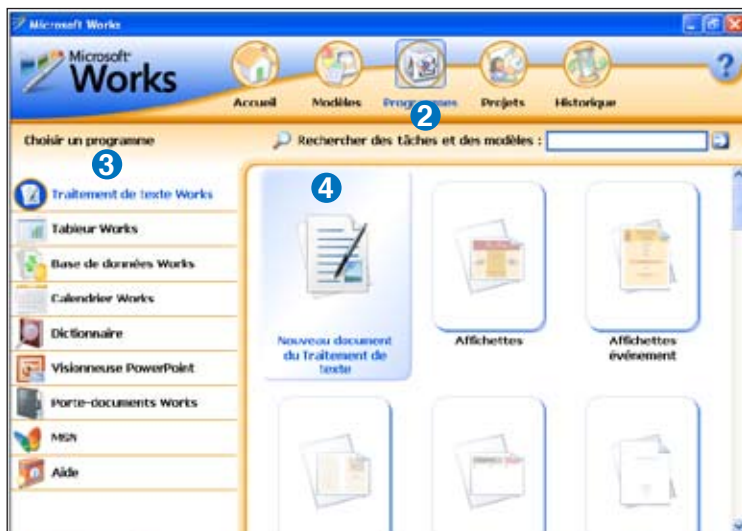 Microsoft Works
Microsoft®
Works
Accueil Modèles Programmes Projets Historique
?
2
Choisir un programme
Rechercher des tâches et des modèles :
3
4
Traitement de texte Works
Tableur Works
Base de données Works
Calendrier Works
Dictionnaire
Visionneuse PowerPoint
Porte-documents Works
MSN
Aide
Nouveau document
du Traitement de
texte
Affichettes
Affichettes
événement